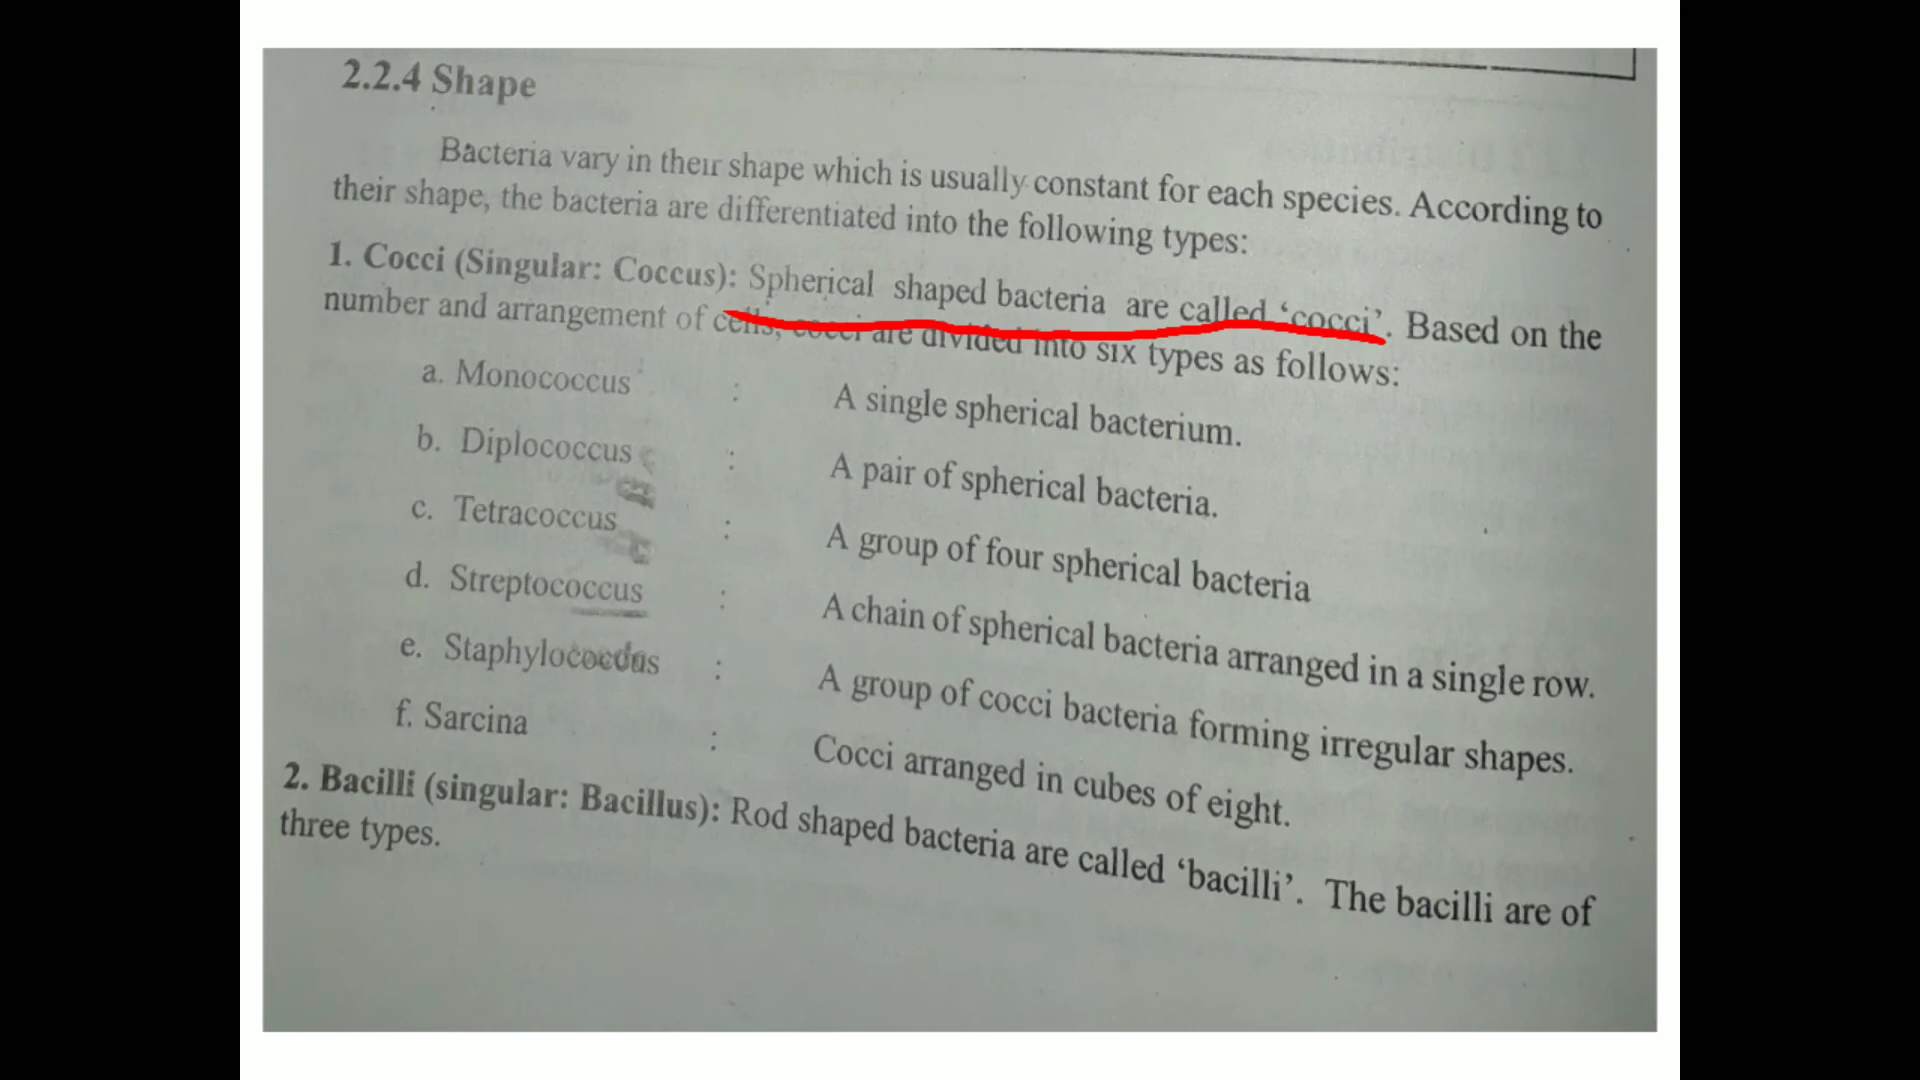 2.2.4 Shape
Bacteria vary in their shape which is usually constant for each species. According to
their shape, the bacteria are differentiated into the following types:
1. Cocci (Singular: Coccus): Spherical shaped bacteria are called ‘cocci’. Based on the
number and arrangement of cells, cocci are divided into six types as follows:
a. Monococcus : A single spherical bacterium.
b. Diplococcus : A pair of spherical bacteria.
c. Tetracoccus : A group of four spherical bacteria
d. Streptococcus : A chain of spherical bacteria arranged in a single row.
e. Staphylococcus : A group of cocci bacteria forming irregular shapes.
f. Sarcina : Cocci arranged in cubes of eight.
2. Bacilli (singular: Bacillus): Rod shaped bacteria are called ‘bacilli’. The bacilli are of
three types.